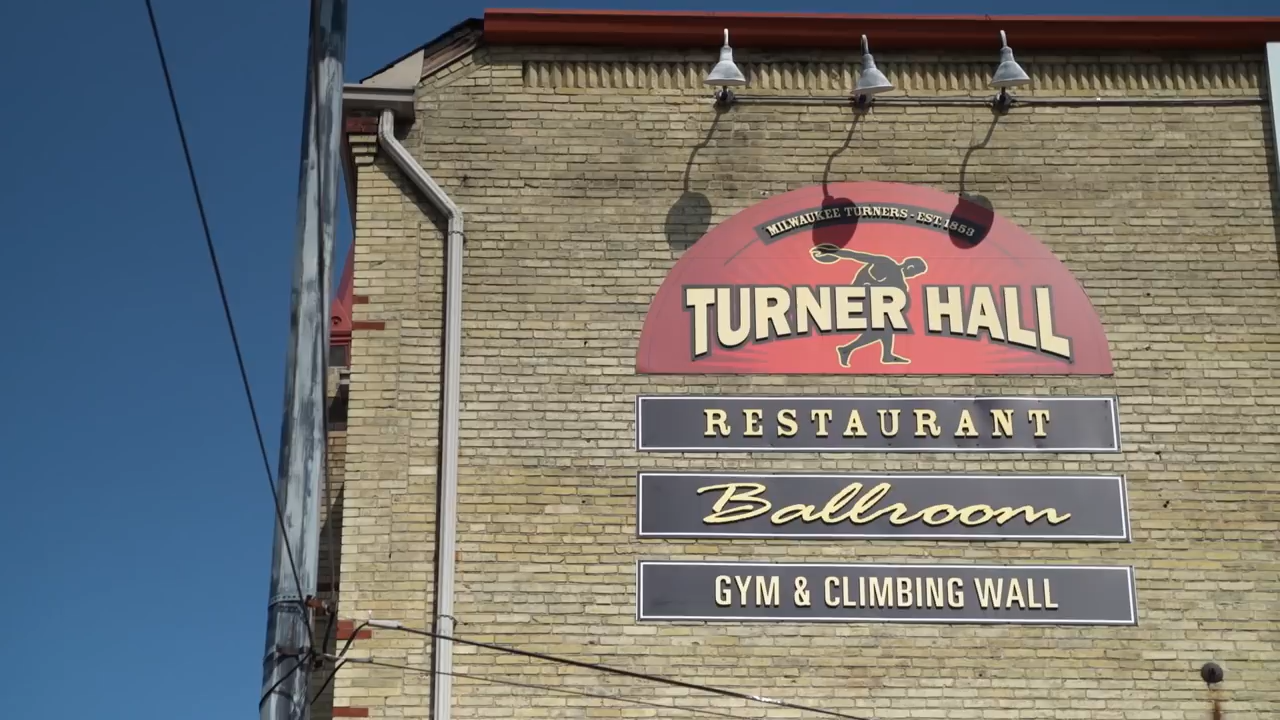 MILWAUKEE TURNERS - EST. 1853
TURNER HALL
RESTAURANT
Ballroom
GYM & CLIMBING WALL